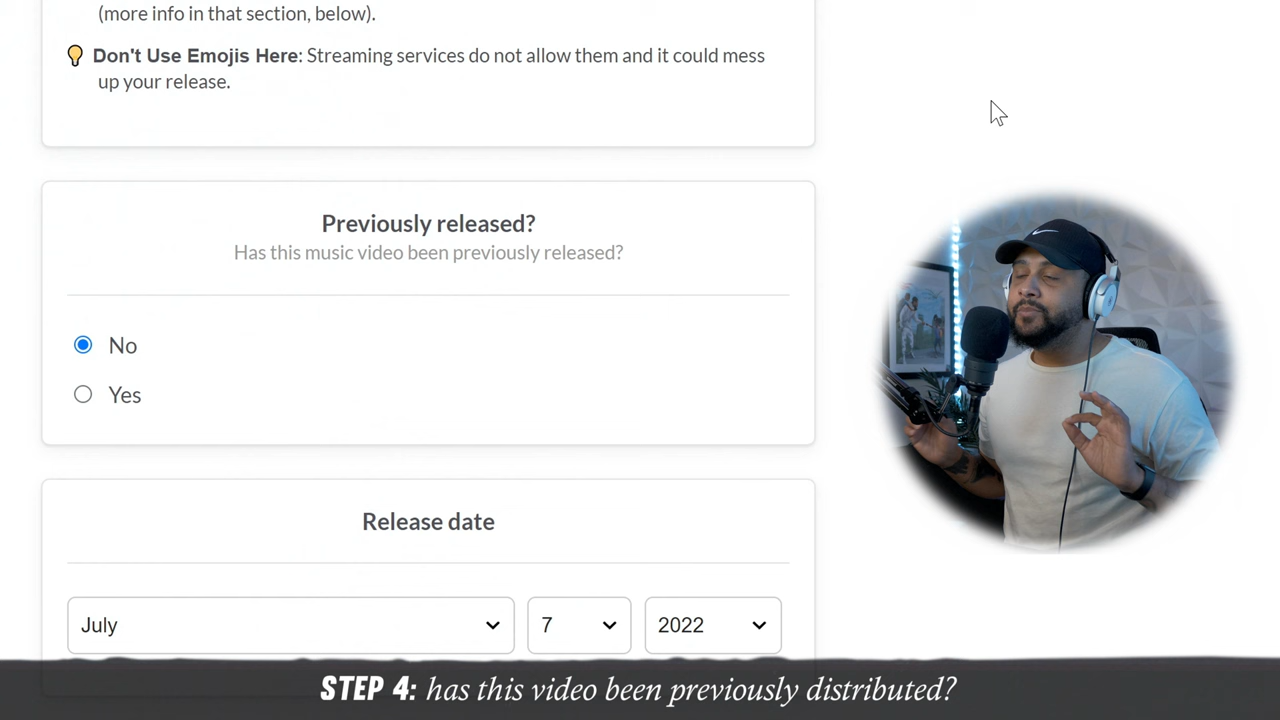 (more info in that section, below).
Don't Use Emojis Here: Streaming services do not allow them and it could mess
up your release.
Previously released?
Has this music video been previously released?
No
Yes
Release date
July
7
2022
STEP 4: has this video been previously distributed?